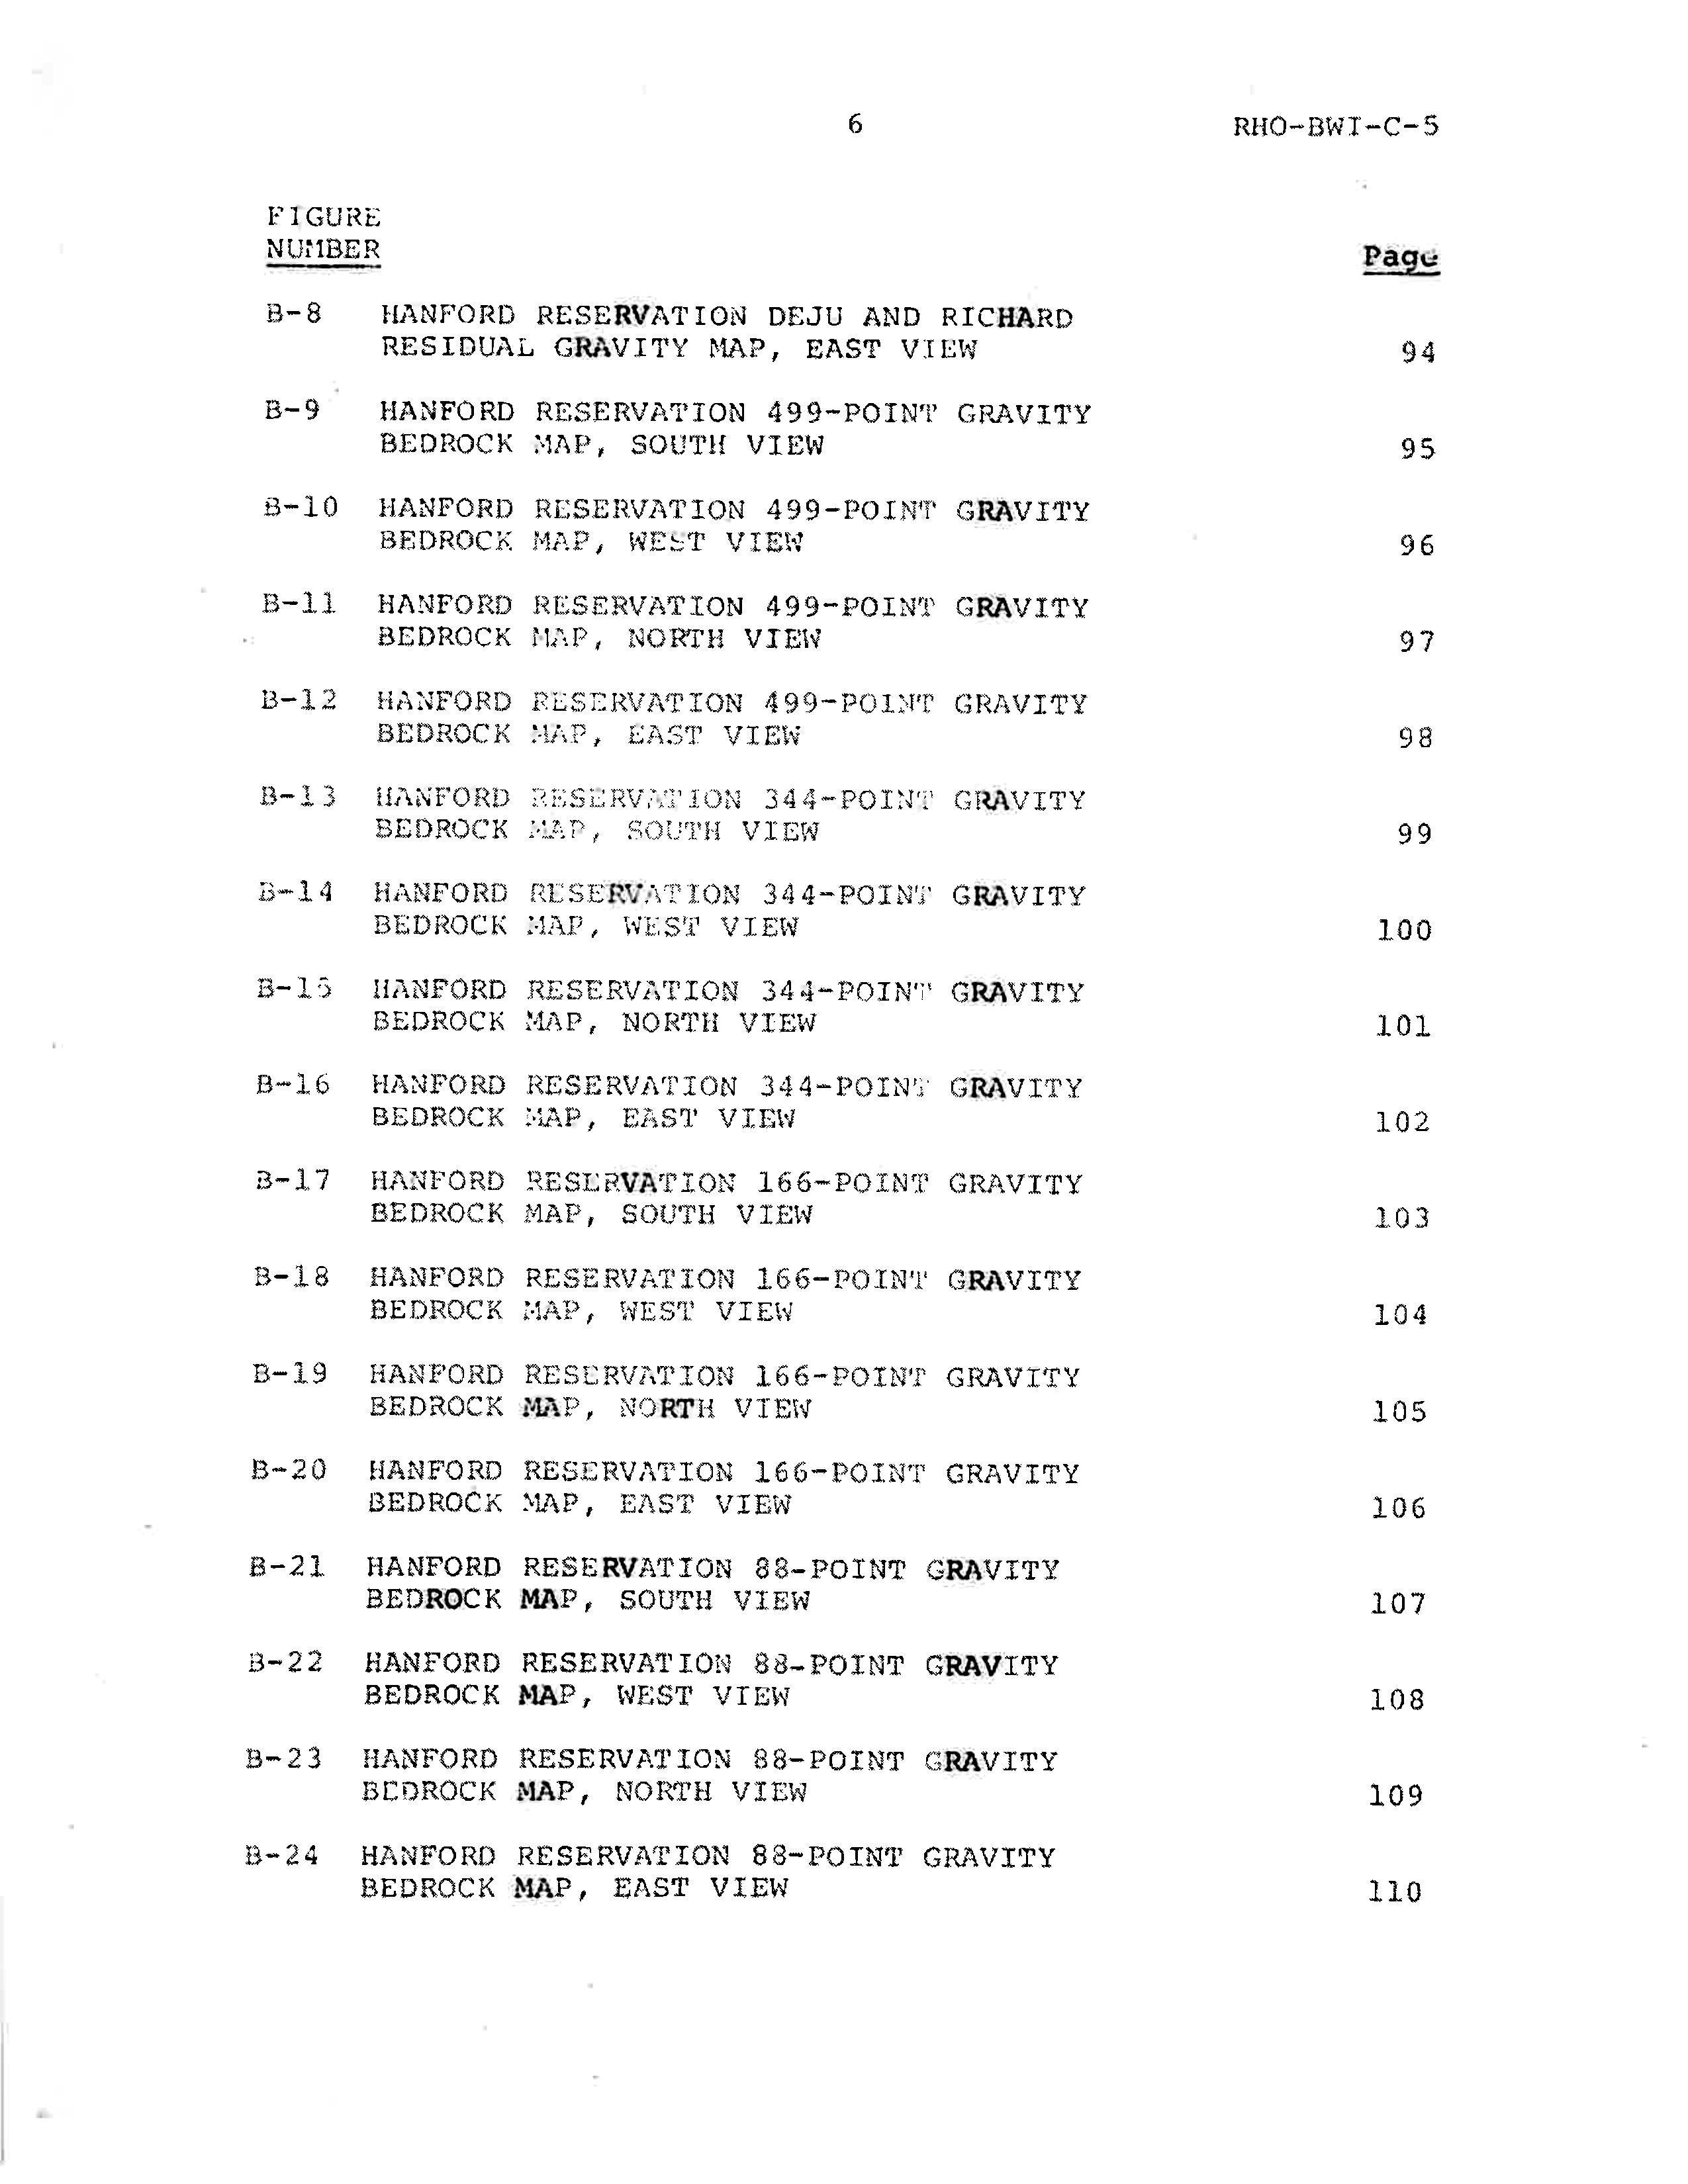 6 RHO-BWI-C-5
FIGURE
NUMBER Page
B-8 HANFORD RESERVATION DEJU AND RICHARD
RESIDUAL GRAVITY MAP, EAST VIEW 94
B-9 HANFORD RESERVATION 499-POINT GRAVITY
BEDROCK MAP, SOUTH VIEW 95
B-10 HANFORD RESERVATION 499-POINT GRAVITY
BEDROCK MAP, WEST VIEW 96
B-11 HANFORD RESERVATION 499-POINT GRAVITY
BEDROCK MAP, NORTH VIEW 97
B-12 HANFORD RESERVATION 499-POINT GRAVITY
BEDROCK MAP, EAST VIEW 98
B-13 HANFORD RESERVATION 344-POINT GRAVITY
BEDROCK MAP, SOUTH VIEW 99
B-14 HANFORD RESERVATION 344-POINT GRAVITY
BEDROCK MAP, WEST VIEW 100
B-15 HANFORD RESERVATION 344-POINT GRAVITY
BEDROCK MAP, NORTH VIEW 101
B-16 HANFORD RESERVATION 344-POINT GRAVITY
BEDROCK MAP, EAST VIEW 102
B-17 HANFORD RESERVATION 166-POINT GRAVITY
BEDROCK MAP, SOUTH VIEW 103
B-18 HANFORD RESERVATION 166-POINT GRAVITY
BEDROCK MAP, WEST VIEW 104
B-19 HANFORD RESERVATION 166-POINT GRAVITY
BEDROCK MAP, NORTH VIEW 105
B-20 HANFORD RESERVATION 166-POINT GRAVITY
BEDROCK MAP, EAST VIEW 106
B-21 HANFORD RESERVATION 88-POINT GRAVITY
BEDROCK MAP, SOUTH VIEW 107
B-22 HANFORD RESERVATION 88-POINT GRAVITY
BEDROCK MAP, WEST VIEW 108
B-23 HANFORD RESERVATION 88-POINT GRAVITY
BEDROCK MAP, NORTH VIEW 109
B-24 HANFORD RESERVATION 88-POINT GRAVITY
BEDROCK MAP, EAST VIEW 110